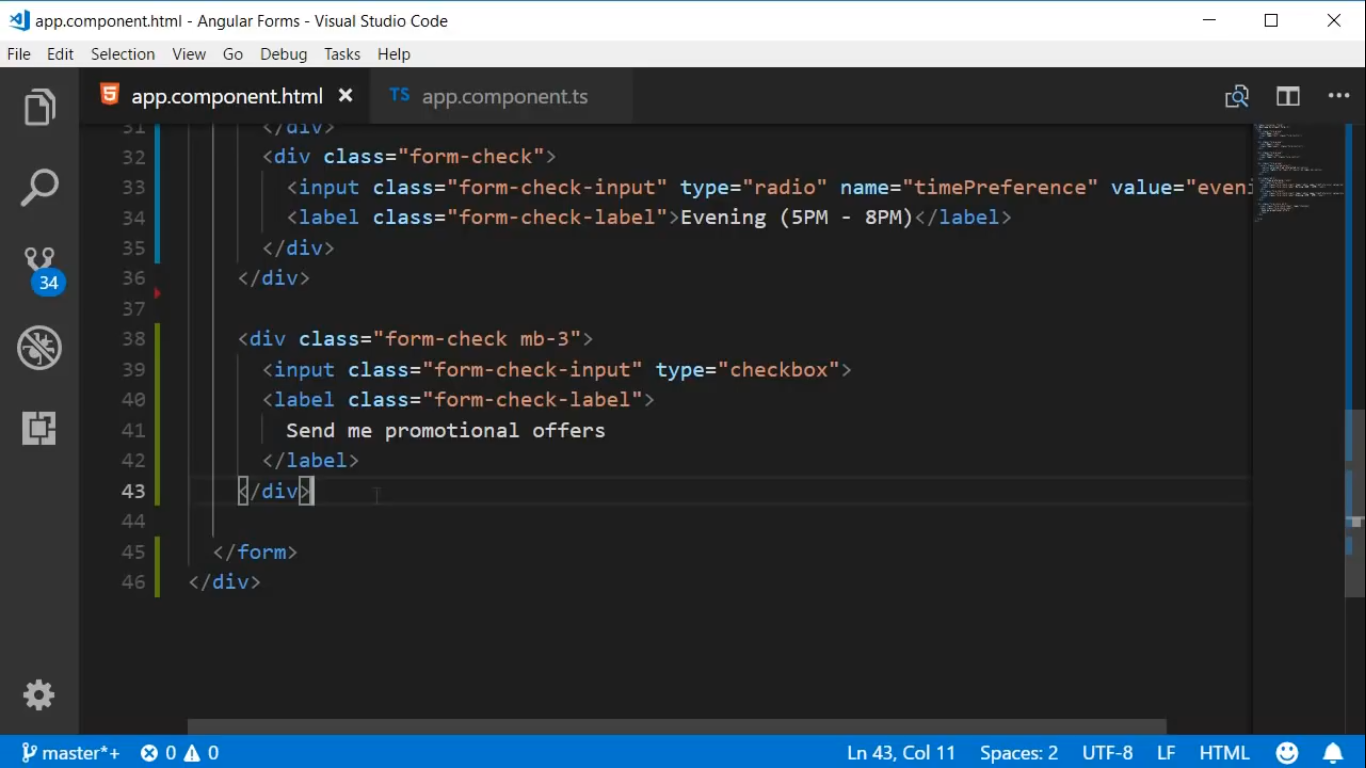 app.component.html - Angular Forms - Visual Studio Code
File Edit Selection View Go Debug Tasks Help
app.component.html
TS app.component.ts
31 </div>
32 <div class="form-check">
33 <input class="form-check-input" type="radio" name="timePreference" value="eveni
34 <label class="form-check-label">Evening (5PM - 8PM)</label>
35 </div>
36 </div>
37
38 <div class="form-check mb-3">
39 <input class="form-check-input" type="checkbox">
40 <label class="form-check-label">
41 Send me promotional offers
42 </label>
43 </div>
44
45 </form>
46 </div>
34
master*+ 0 0 Ln 43, Col 11 Spaces: 2 UTF-8 LF HTML